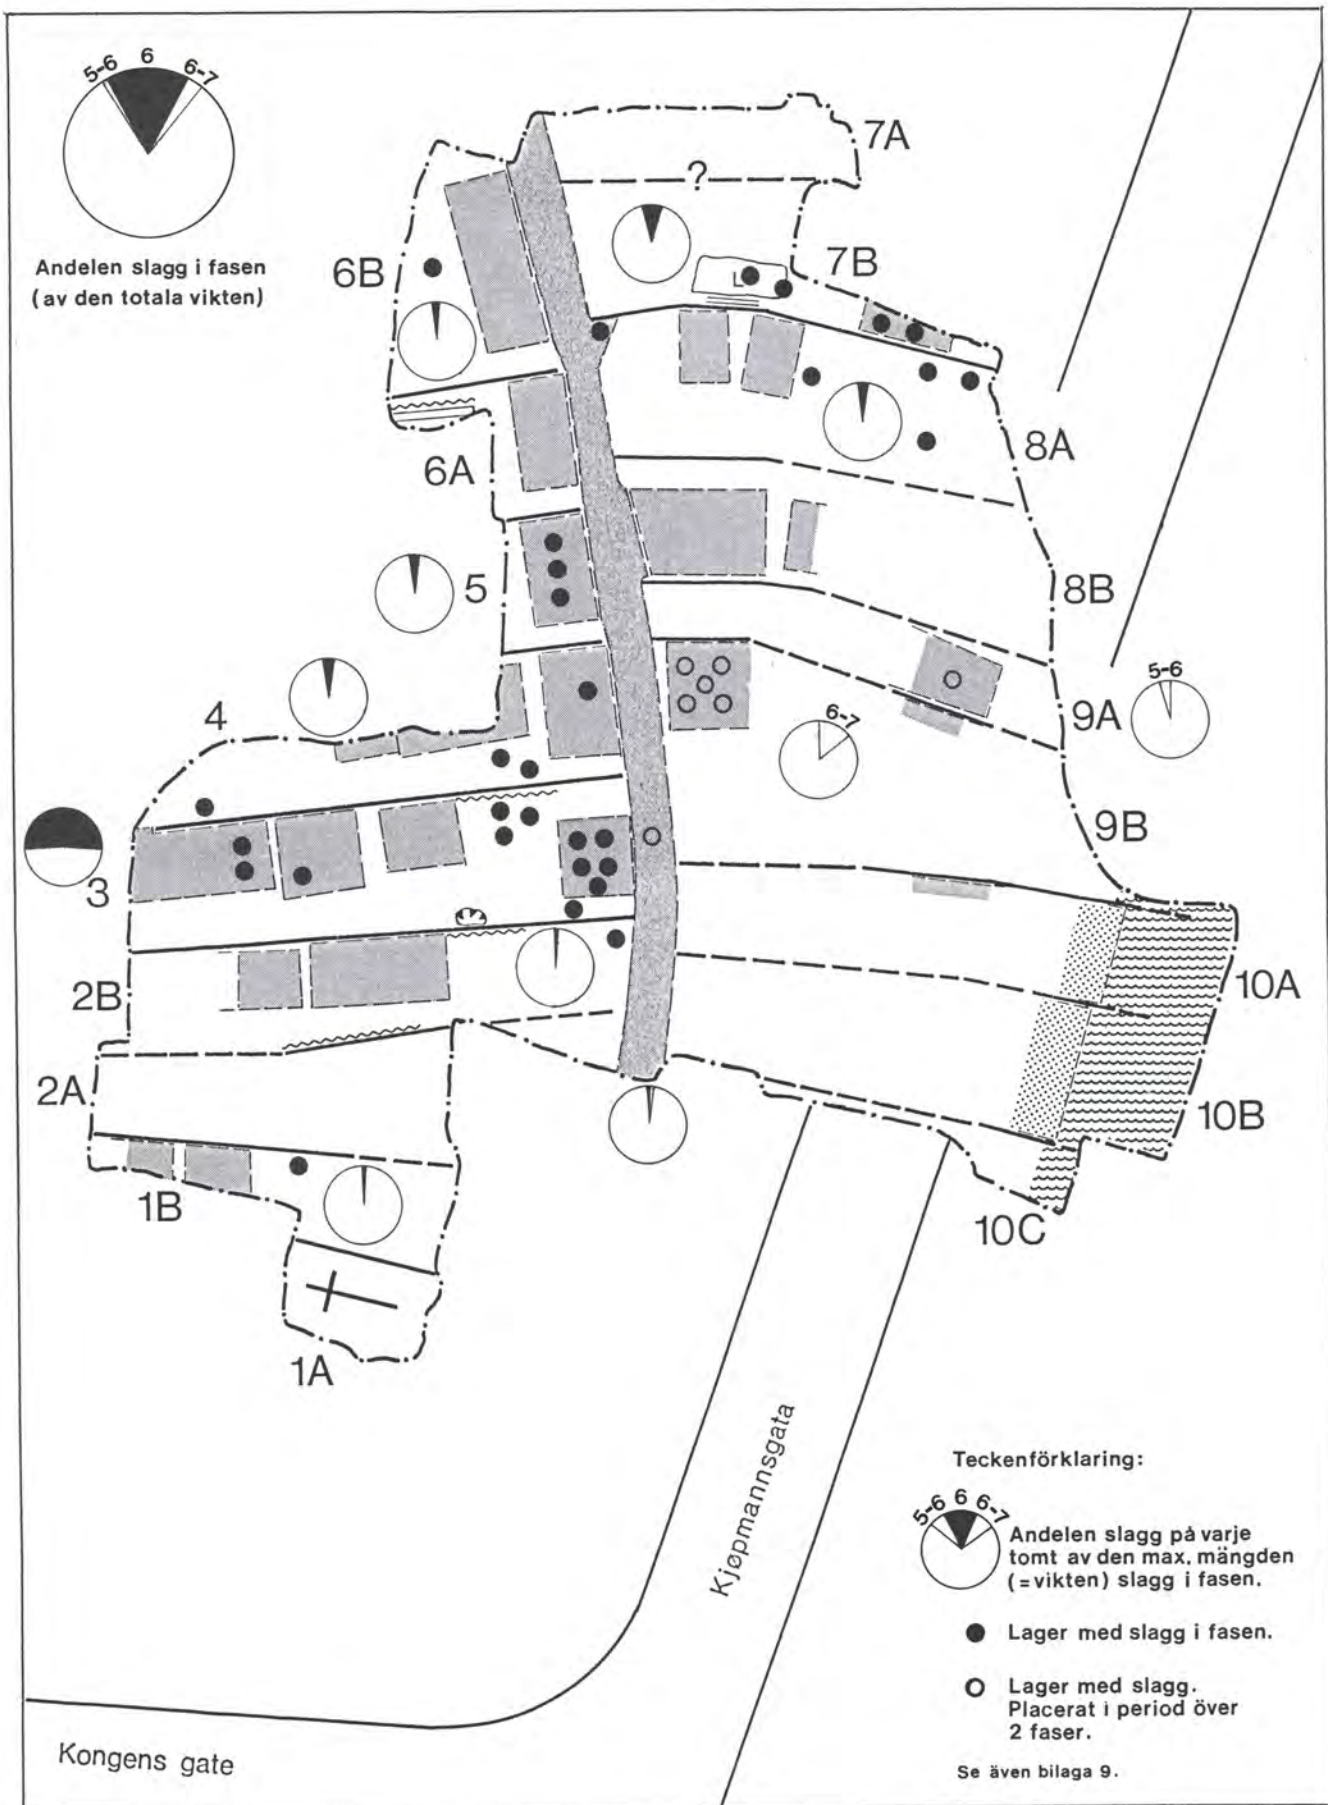 5-6 6 6-7
Andelen slagg i fasen
(av den totala vikten)
7A
?
6B
7B
L
6A
8A
5
8B
4
5-6
9A
6-7
9B
3
2B
10A
2A
10B
1B
10C
1A
Kjøpmannsgata
Kongens gate
Teckenförklaring:
5-6 6 6-7
Andelen slagg på varje
tomt av den max. mängden
(=vikten) slagg i fasen.
Lager med slagg i fasen.
Lager med slagg.
Placerat i period över
2 faser.
Se även bilaga 9.